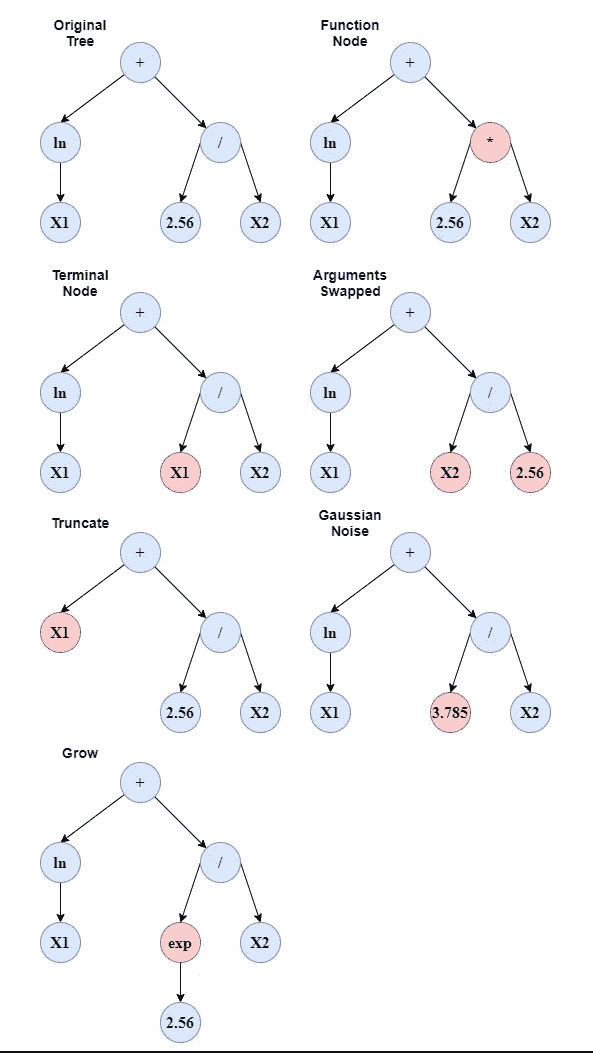 Original
Tree
+
ln
/
X1
2.56
X2
Function
Node
+
ln
*
X1
2.56
X2
Terminal
Node
+
ln
/
X1
X1
X2
Arguments
Swapped
+
ln
/
X1
X2
2.56
Truncate
+
X1
/
2.56
X2
Gaussian
Noise
+
ln
/
X1
3.785
X2
Grow
+
ln
/
X1
exp
X2
2.56